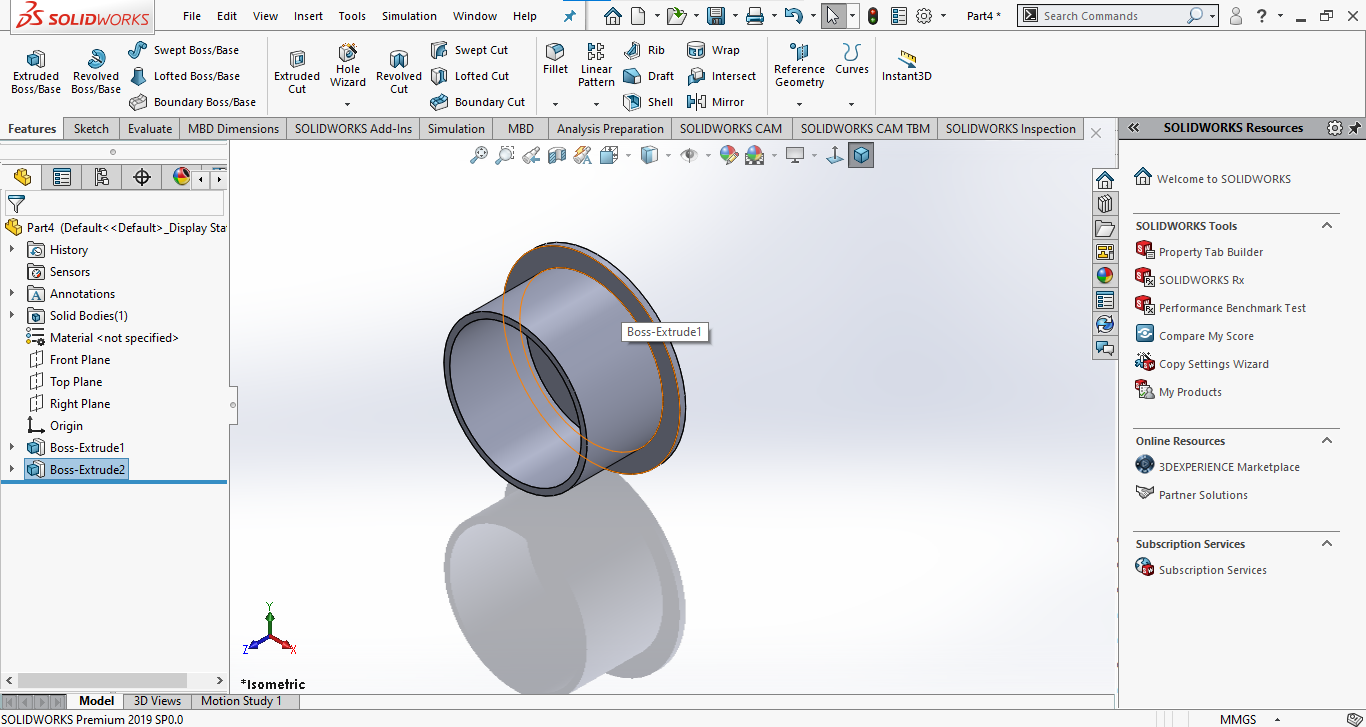 SOLIDWORKS File Edit View Insert Tools Simulation Window Help Part4 * Search Commands ?
Extruded Boss/Base
Revolved Boss/Base
Swept Boss/Base
Lofted Boss/Base
Boundary Boss/Base
Extruded Cut
Hole Wizard
Revolved Cut
Swept Cut
Lofted Cut
Boundary Cut
Fillet
Linear Pattern
Rib
Draft
Shell
Wrap
Intersect
Mirror
Reference Geometry
Curves
Instant3D
Features Sketch Evaluate MBD Dimensions SOLIDWORKS Add-Ins Simulation MBD Analysis Preparation SOLIDWORKS CAM SOLIDWORKS CAM TBM SOLIDWORKS Inspection
Part4 (Default<<Default>_Display Sta
History
Sensors
Annotations
Solid Bodies(1)
Material <not specified>
Front Plane
Top Plane
Right Plane
Origin
Boss-Extrude1
Boss-Extrude2
Boss-Extrude1
Y
Z
X
*Isometric
SOLIDWORKS Resources
Welcome to SOLIDWORKS
SOLIDWORKS Tools
Property Tab Builder
SOLIDWORKS Rx
Performance Benchmark Test
Compare My Score
Copy Settings Wizard
My Products
Online Resources
3DEXPERIENCE Marketplace
Partner Solutions
Subscription Services
Subscription Services
Model 3D Views Motion Study 1
SOLIDWORKS Premium 2019 SP0.0 MMGS